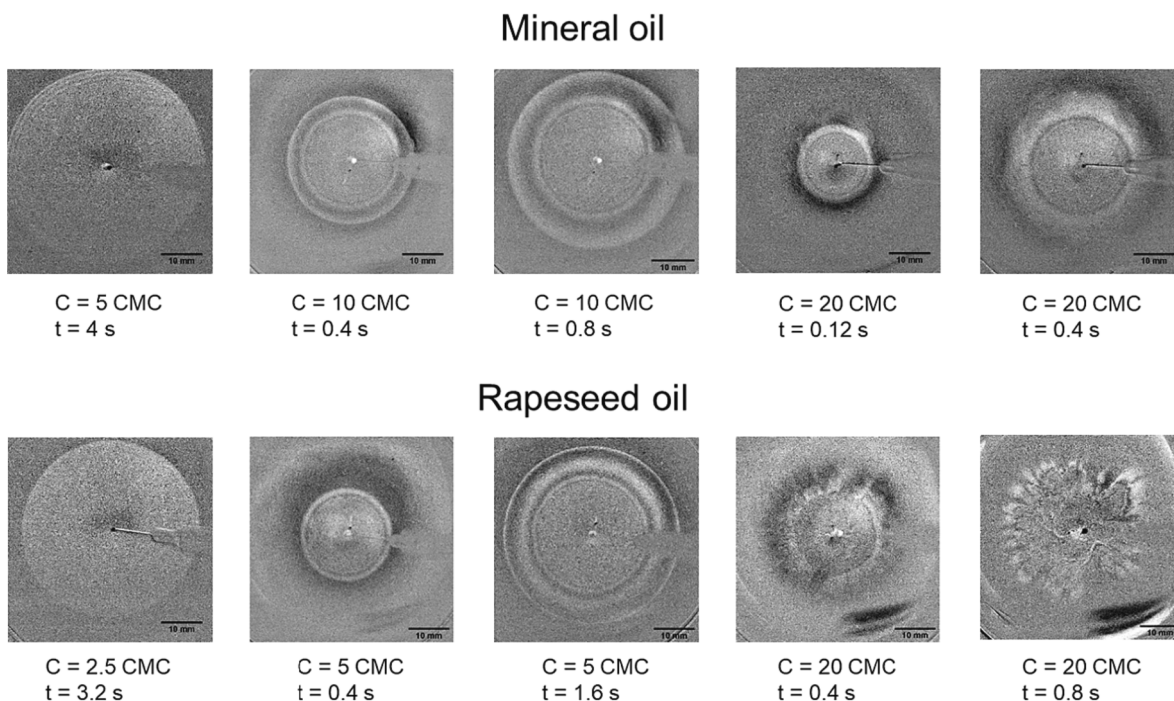 Mineral oil
10 mm
10 mm
10 mm
10 mm
10 mm
C = 5 CMC
t = 4 s
C = 10 CMC
t = 0.4 s
C = 10 CMC
t = 0.8 s
C = 20 CMC
t = 0.12 s
C = 20 CMC
t = 0.4 s
Rapeseed oil
10 mm
10 mm
10 mm
10 mm
10 mm
C = 2.5 CMC
t = 3.2 s
C = 5 CMC
t = 0.4 s
C = 5 CMC
t = 1.6 s
C = 20 CMC
t = 0.4 s
C = 20 CMC
t = 0.8 s